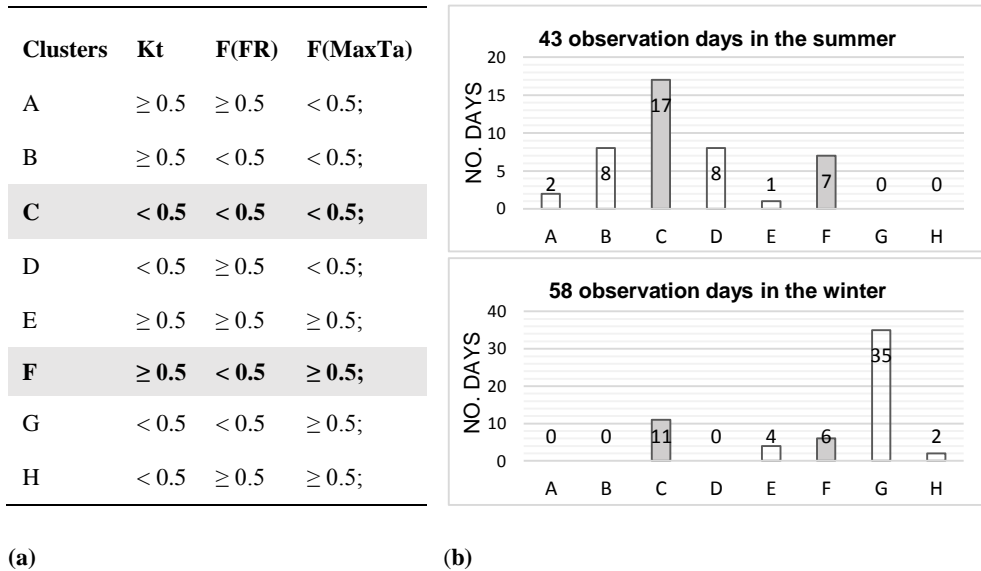 Clusters Kt F(FR) F(MaxTa)
A ≥ 0.5 ≥ 0.5 < 0.5;
B ≥ 0.5 < 0.5 < 0.5;
C < 0.5 < 0.5 < 0.5;
D < 0.5 ≥ 0.5 < 0.5;
E ≥ 0.5 ≥ 0.5 ≥ 0.5;
F ≥ 0.5 < 0.5 ≥ 0.5;
G < 0.5 < 0.5 ≥ 0.5;
H < 0.5 ≥ 0.5 ≥ 0.5;
(a)
43 observation days in the summer
NO. DAYS
20
15
10
5
0
2 8 17 8 1 7 0 0
A B C D E F G H
58 observation days in the winter
NO. DAYS
40
30
20
10
0
0 0 11 0 4 6 35 2
A B C D E F G H
(b)